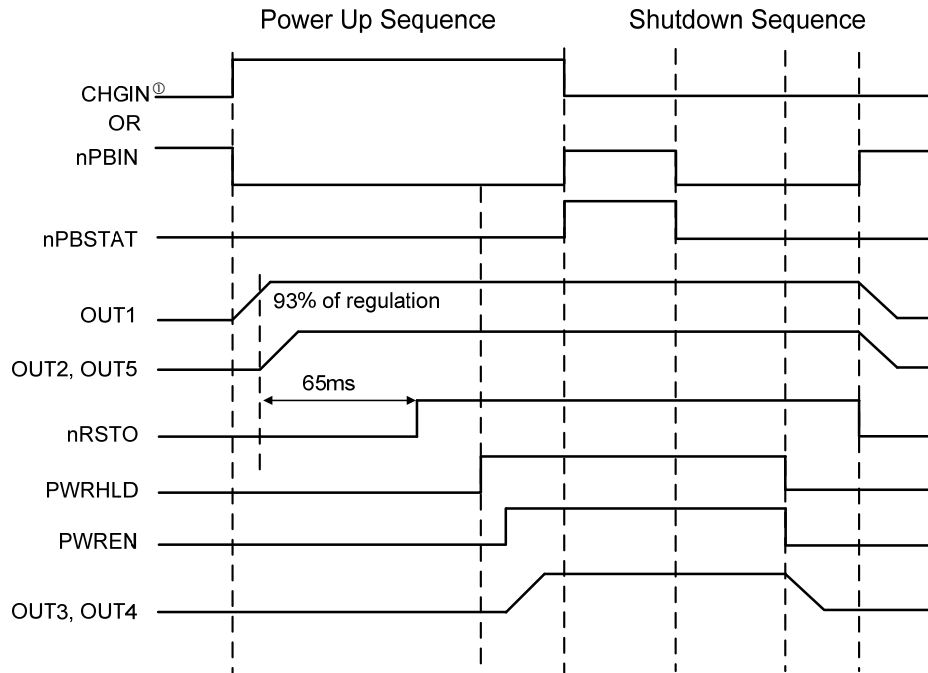 Power Up Sequence
Shutdown Sequence
CHGIN①
OR
nPBIN
nPBSTAT
93% of regulation
OUT1
OUT2, OUT5
65ms
nRSTO
PWRHLD
PWREN
OUT3, OUT4